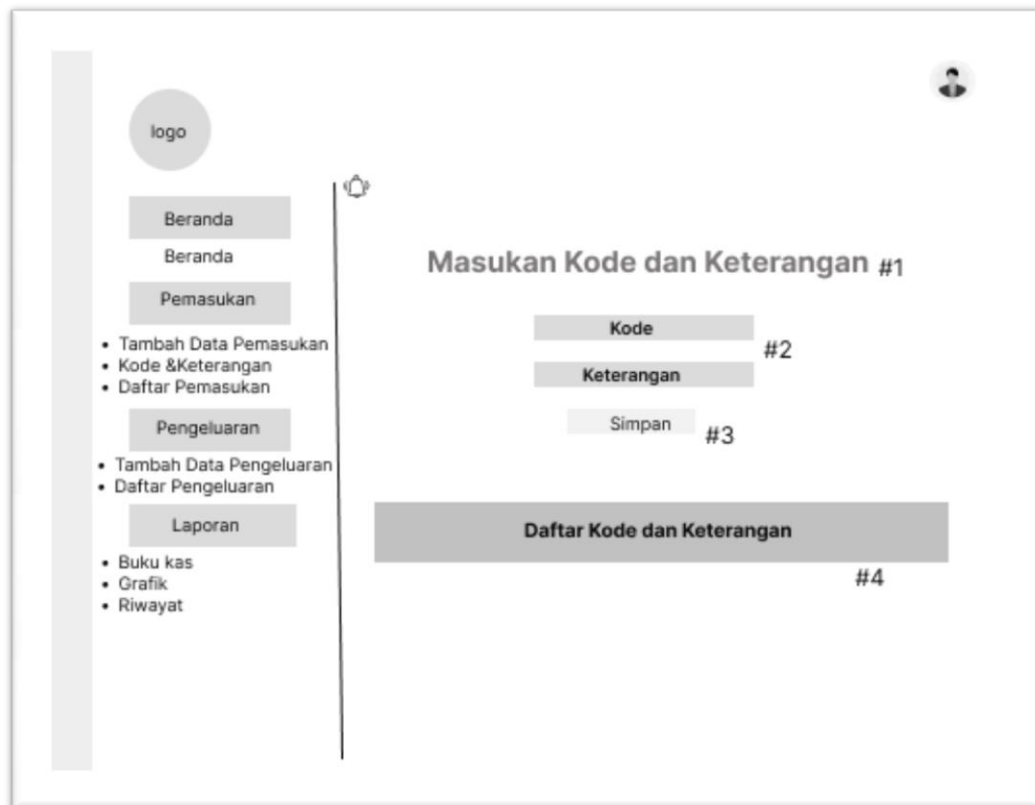 logo
Beranda
Beranda
Pemasukan
• Tambah Data Pemasukan
• Kode &Keterangan
• Daftar Pemasukan
Pengeluaran
• Tambah Data Pengeluaran
• Daftar Pengeluaran
Laporan
• Buku kas
• Grafik
• Riwayat
Masukan Kode dan Keterangan #1
Kode
#2
Keterangan
Simpan #3
Daftar Kode dan Keterangan
#4